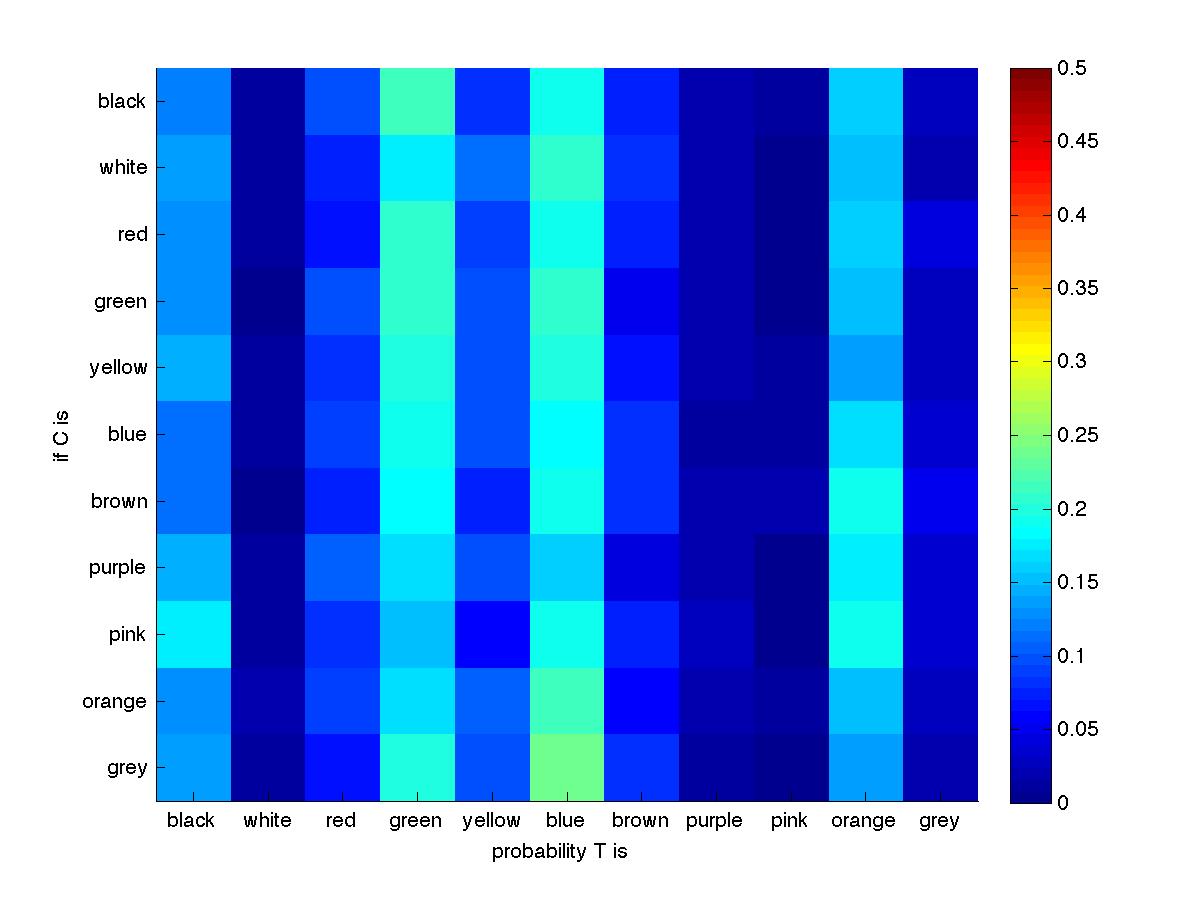 black
white
red
green
yellow
blue
brown
purple
pink
orange
grey
if C is
black white red green yellow blue brown purple pink orange grey
probability T is
0.5
0.45
0.4
0.35
0.3
0.25
0.2
0.15
0.1
0.05
0